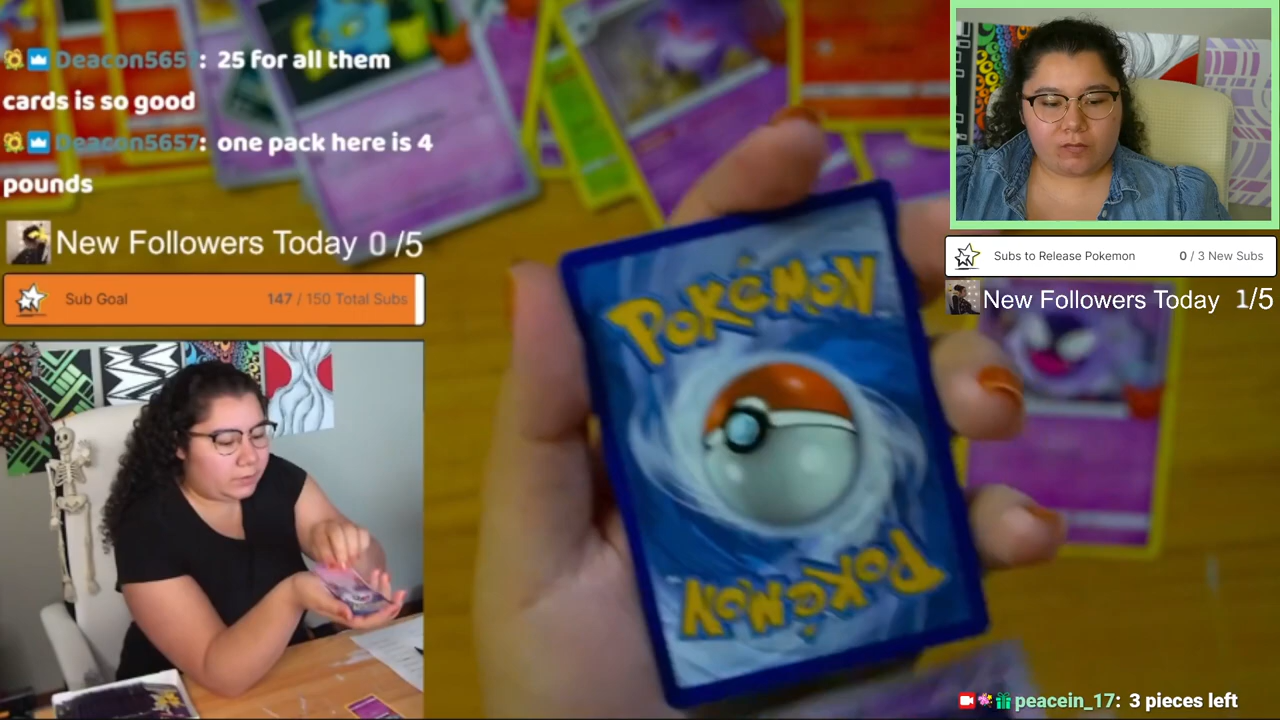 Deacon5657: 25 for all them
cards is so good
Deacon5657: one pack here is 4
pounds
New Followers Today 0/5
Sub Goal 147 / 150 Total Subs
Subs to Release Pokemon 0 / 3 New Subs
New Followers Today 1/5
POKéMON
POKéMON
peacein_17: 3 pieces left